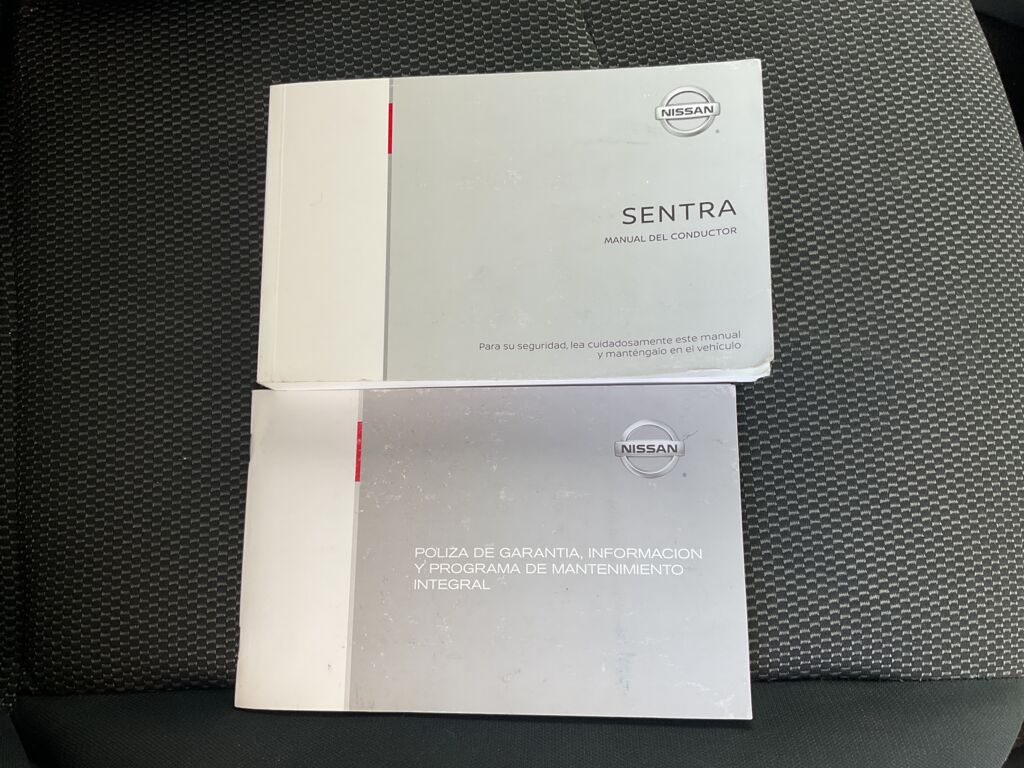 NISSAN
SENTRA
MANUAL DEL CONDUCTOR
Para su seguridad, lea cuidadosamente este manual
y manténgalo en el vehículo
NISSAN
POLIZA DE GARANTIA, INFORMACION
Y PROGRAMA DE MANTENIMIENTO
INTEGRAL